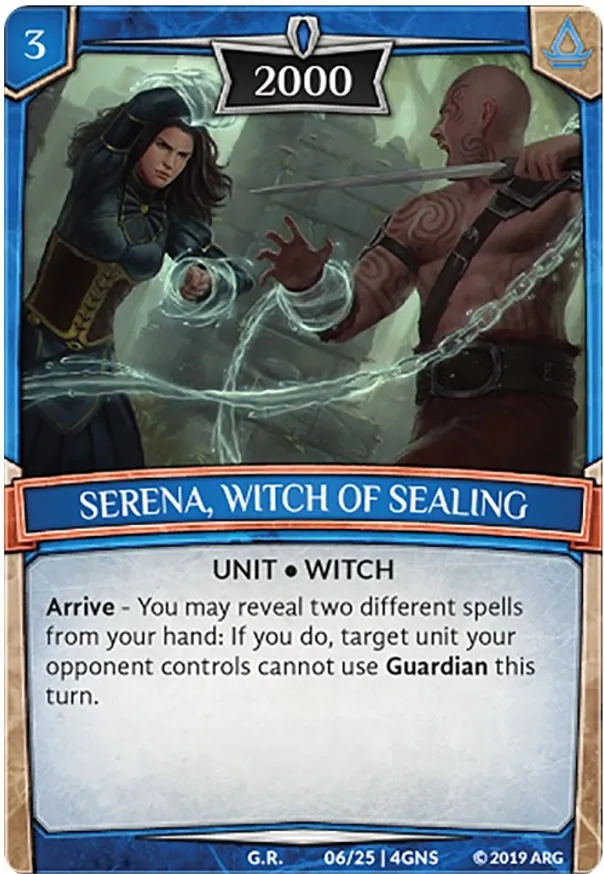 3
2000
SERENA, WITCH OF SEALING
UNIT • WITCH
Arrive - You may reveal two different spells
from your hand: If you do, target unit your
opponent controls cannot use Guardian this
turn.
G.R. 06/25 | 4GNS © 2019 ARG